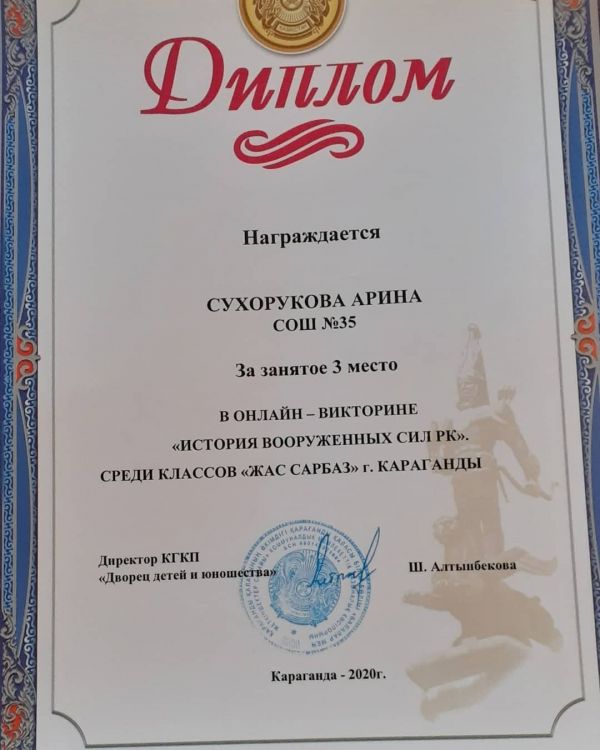 Диплом
Награждается
СУХОРУКОВА АРИНА
СОШ №35
За занятое 3 место
В ОНЛАЙН – ВИКТОРИНЕ
«ИСТОРИЯ ВООРУЖЕННЫХ СИЛ РК».
СРЕДИ КЛАССОВ «ЖАС САРБАЗ» г. КАРАГАНДЫ
Директор КГКП
«Дворец детей и юношества»
Ш. Алтынбекова
Караганда - 2020г.